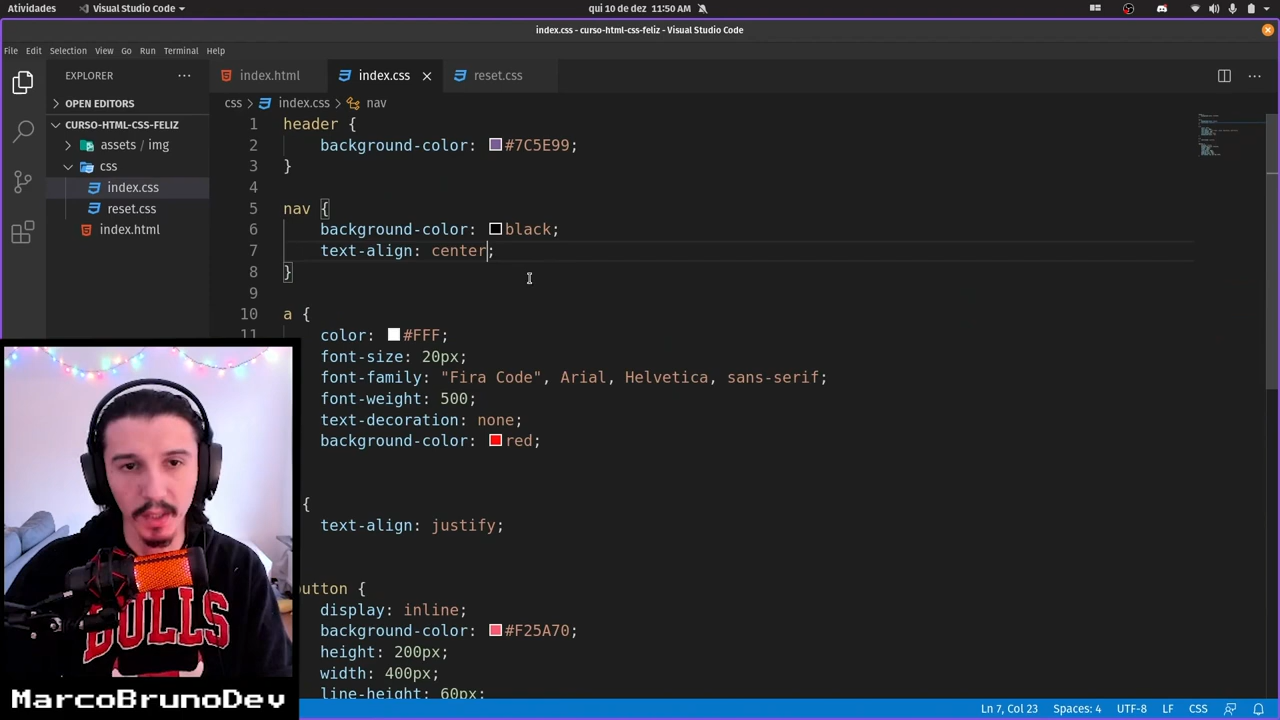 Atividades
Visual Studio Code
qui 10 de dez 11:50 AM
index.css - curso-html-css-feliz - Visual Studio Code
File Edit Selection View Go Run Terminal Help
EXPLORER
OPEN EDITORS
CURSO-HTML-CSS-FELIZ
assets / img
css
index.css
reset.css
index.html
index.html
index.css
reset.css
css > index.css > nav
1 header {
2 background-color: #7C5E99;
3 }
4
5 nav {
6 background-color: black;
7 text-align: center;
8 }
9
10 a {
11 color: #FFF;
font-size: 20px;
font-family: "Fira Code", Arial, Helvetica, sans-serif;
font-weight: 500;
text-decoration: none;
background-color: red;
{
text-align: justify;
utton {
display: inline;
background-color: #F25A70;
height: 200px;
width: 400px;
line-height: 60px;
BULLS
MarcoBrunoDev
Ln 7, Col 23
Spaces: 4
UTF-8
LF
CSS